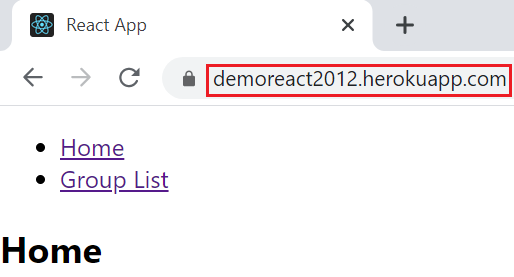 React App
demoreact2012.herokuapp.com
Home
Group List
Home